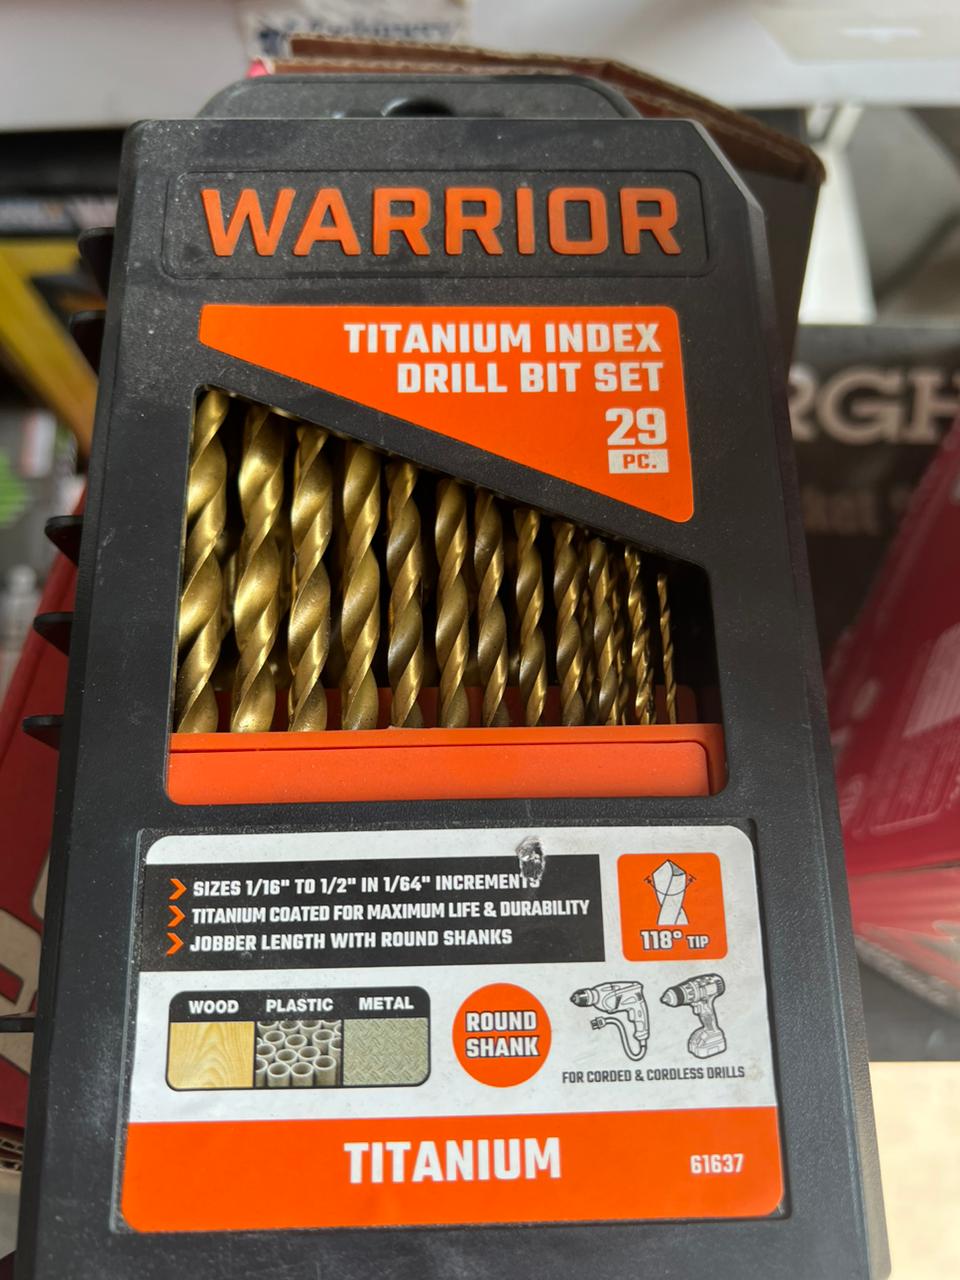 WARRIOR
TITANIUM INDEX
DRILL BIT SET
29
PC.
SIZES 1/16" TO 1/2" IN 1/64" INCREMENTS
TITANIUM COATED FOR MAXIMUM LIFE & DURABILITY
JOBBER LENGTH WITH ROUND SHANKS
118° TIP
WOOD PLASTIC METAL
ROUND
SHANK
FOR CORDED & CORDLESS DRILLS
TITANIUM
61637